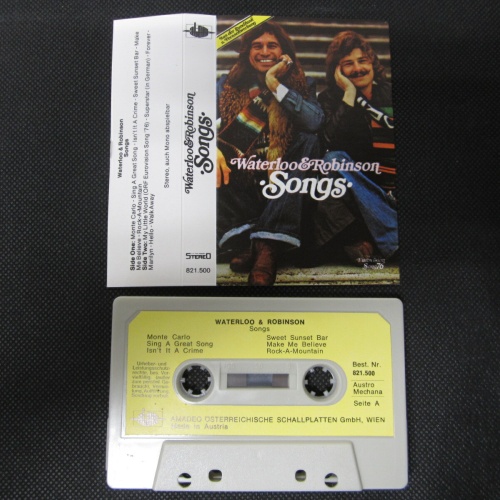 Waterloo & Robinson
Songs
Side One: Monte Carlo · Sing A Great Song · Isn't It A Crime · Sweet Sunset Bar · Make
Me Believe · Rock-A-Mountain
Side Two: My Little World (ORF Eurovision Song '76) · Superstar (in German) · Forever ·
Marilyn · Hello · Walk Away
Stereo, auch Mono abspielbar
Waterloo & Robinson
·Songs·
STEREO
821.500
Waterloo & Robinson
·Songs·
WATERLOO & ROBINSON
Songs
Monte Carlo
Sing A Great Song
Isn't It A Crime
Sweet Sunset Bar
Make Me Believe
Rock-A-Mountain
Best. Nr.
821.500
Austro
Mechana
Seite A
AMADEO ÖSTERREICHISCHE SCHALLPLATTEN GmbH, WIEN
Made in Austria